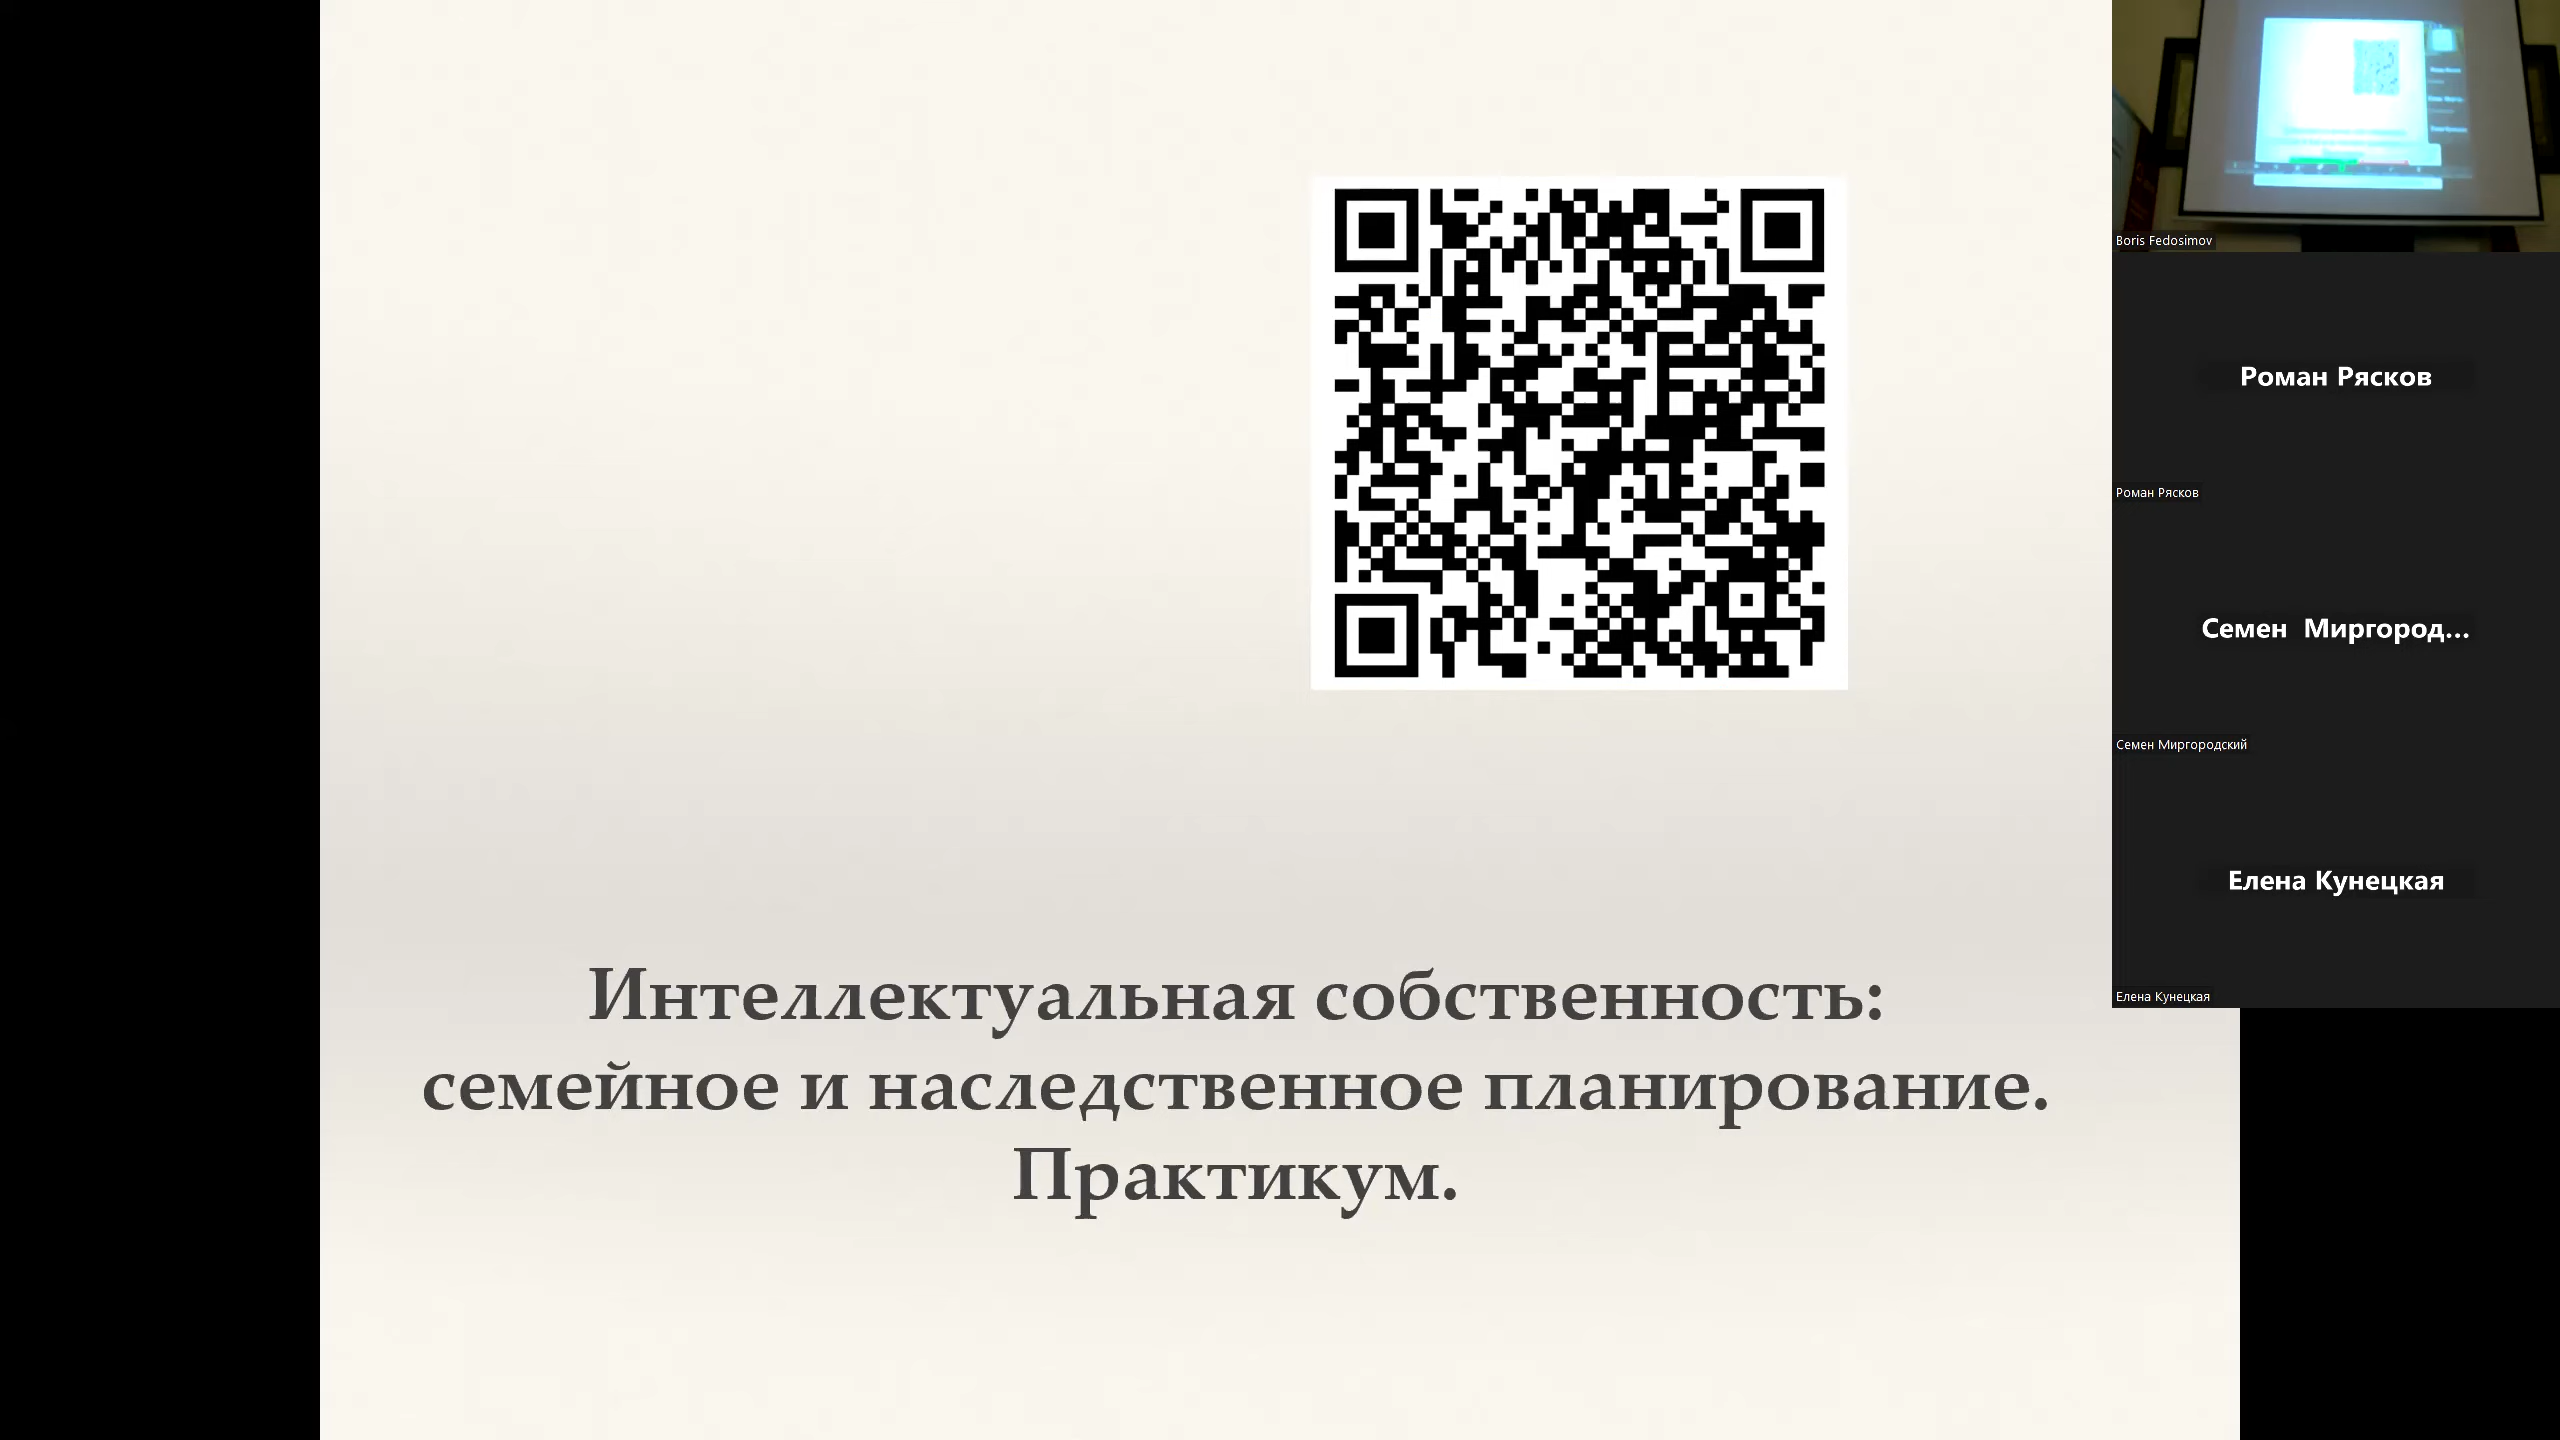 Интеллектуальная собственность:
семейное и наследственное планирование.
Практикум.
Boris Fedosimov
Роман Рясков
Роман Рясков
Семен Миргород...
Семен Миргородский
Елена Кунецкая
Елена Кунецкая